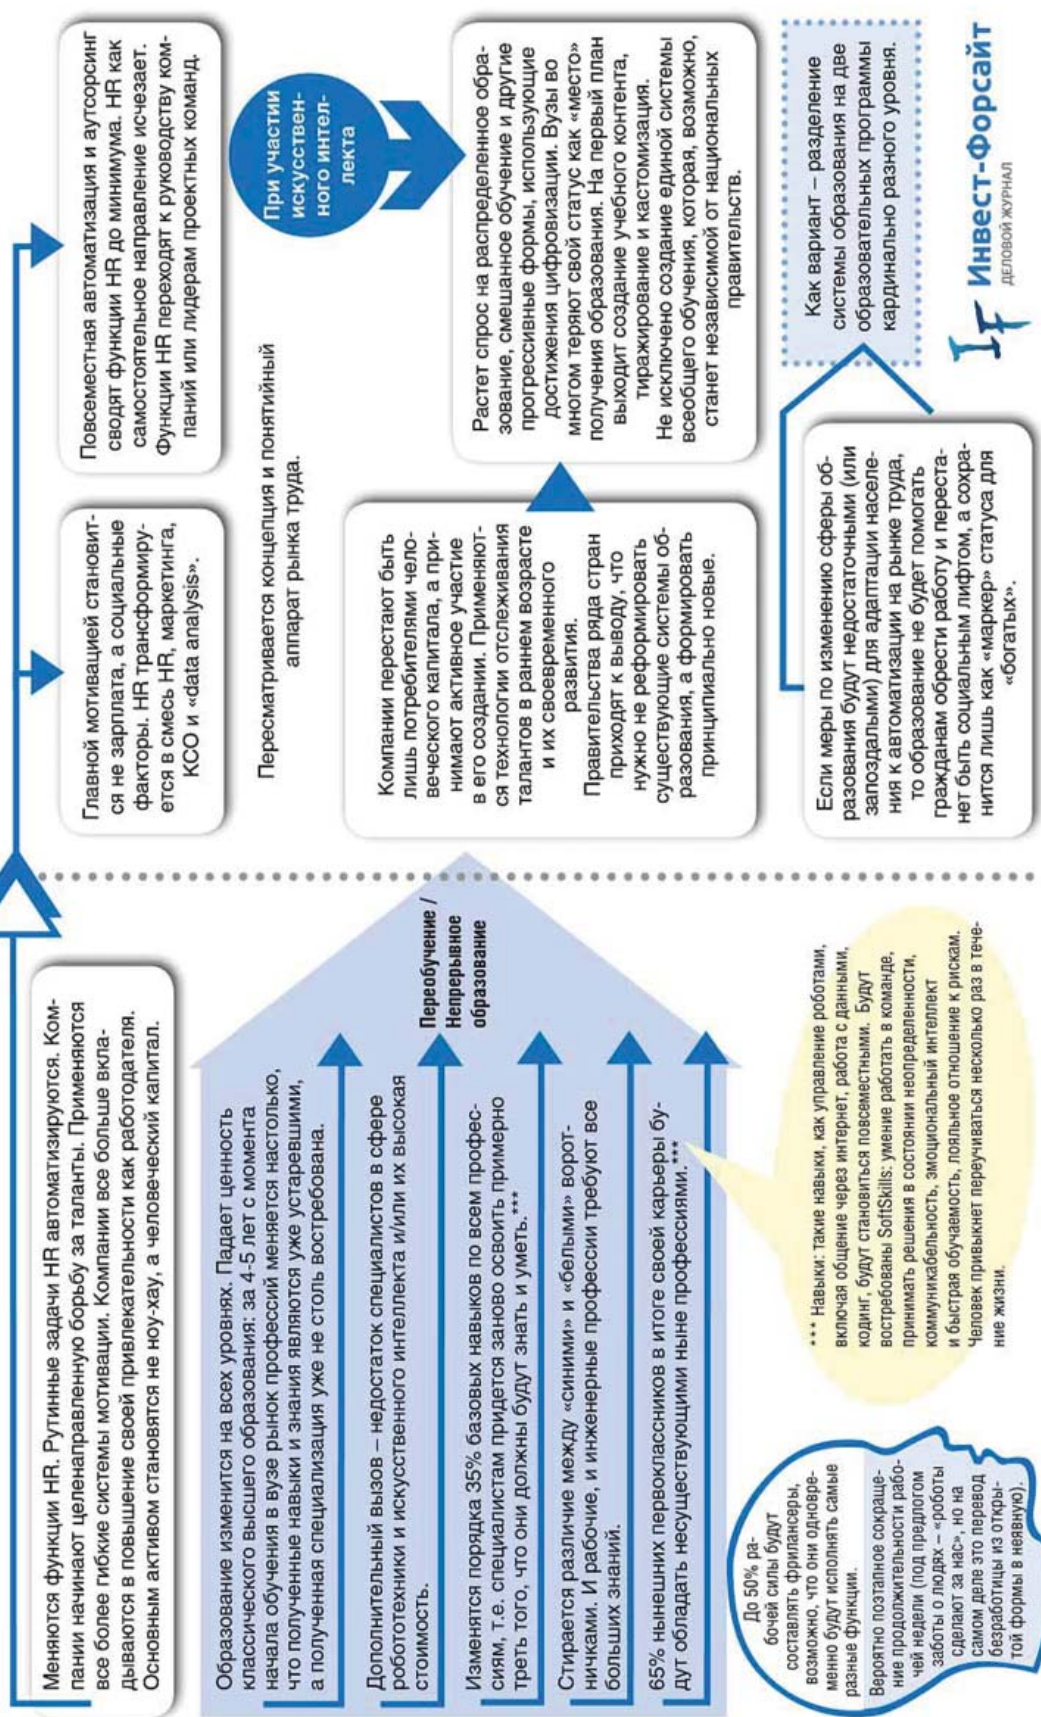 Меняются функции HR. Рутинные задачи HR автоматизируются. Ком-
пании начинают целенаправленную борьбу за таланты. Применяются
все более гибкие системы мотивации. Компании все больше вкла-
дываются в повышение своей привлекательности как работодателя.
Основным активом становятся не ноу-хау, а человеческий капитал.
Главной мотивацией становит-
ся не зарплата, а социальные
факторы. HR трансформиру-
ется в смесь HR, маркетинга,
КСО и «data analysis».
Повсеместная автоматизация и аутсорсинг
сводят функции HR до минимума. HR как
самостоятельное направление исчезает.
Функции HR переходят к руководству ком-
паний или лидерам проектных команд.
Пересматривается концепция и понятийный
аппарат рынка труда.
При участии
искусствен-
ного интел-
лекта
Образование изменится на всех уровнях. Падает ценность
классического высшего образования: за 4-5 лет с момента
начала обучения в вузе рынок профессий меняется настолько,
что полученные навыки и знания являются уже устаревшими,
а полученная специализация уже не столь востребована.
Дополнительный вызов – недостаток специалистов в сфере
робототехники и искусственного интеллекта и/или их высокая
стоимость.
Изменятся порядка 35% базовых навыков по всем профес-
сиям, т.е. специалистам придется заново освоить примерно
треть того, что они должны будут знать и уметь.***
Стирается различие между «синими» и «белыми» ворот-
ничками. И рабочие, и инженерные профессии требуют все
больших знаний.
65% нынешних первоклассников в итоге своей карьеры бу-
дут обладать несуществующими ныне профессиями.***
Переобучение /
Непрерывное
образование
Компании перестают быть
лишь потребителями чело-
веческого капитала, а при-
нимают активное участие
в его создании. Применяют-
ся технологии отслеживания
талантов в раннем возрасте
и их своевременного
развития.
Правительства ряда стран
приходят к выводу, что
нужно не реформировать
существующие системы об-
разования, а формировать
принципиально новые.
Растет спрос на распределенное обра-
зование, смешанное обучение и другие
прогрессивные формы, использующие
достижения цифровизации. Вузы во
многом теряют свой статус как «место»
получения образования. На первый план
выходит создание учебного контента,
тиражирование и кастомизация.
Не исключено создание единой системы
всеобщего обучения, которая, возможно,
станет независимой от национальных
правительств.
До 50% ра-
бочей силы будут
составлять фрилансеры,
возможно, что они одновре-
менно будут исполнять самые
разные функции.
Вероятно поэтапное сокраще-
ние продолжительности рабо-
чей недели (под предлогом
заботы о людях – «роботы
сделают за нас», но на
самом деле это перевод
безработицы из откры-
той формы в неявную).
*** Навыки: такие навыки, как управление роботами,
включая общение через интернет, работа с данными,
кодинг, будут становиться повсеместными. Будут
востребованы SoftSkills: умение работать в команде,
принимать решения в состоянии неопределенности,
коммуникабельность, эмоциональный интеллект
и быстрая обучаемость, лояльное отношение к рискам.
Человек привыкнет переучиваться несколько раз в тече-
ние жизни.
Если меры по изменению сферы об-
разования будут недостаточными (или
запоздалыми) для адаптации населе-
ния к автоматизации на рынке труда,
то образование не будет помогать
гражданам обрести работу и переста-
нет быть социальным лифтом, а сохра-
нится лишь как «маркер» статуса для
«богатых».
Как вариант – разделение
системы образования на две
образовательных программы
кардинально разного уровня.
IF Инвест-Форсайт
ДЕЛОВОЙ ЖУРНАЛ